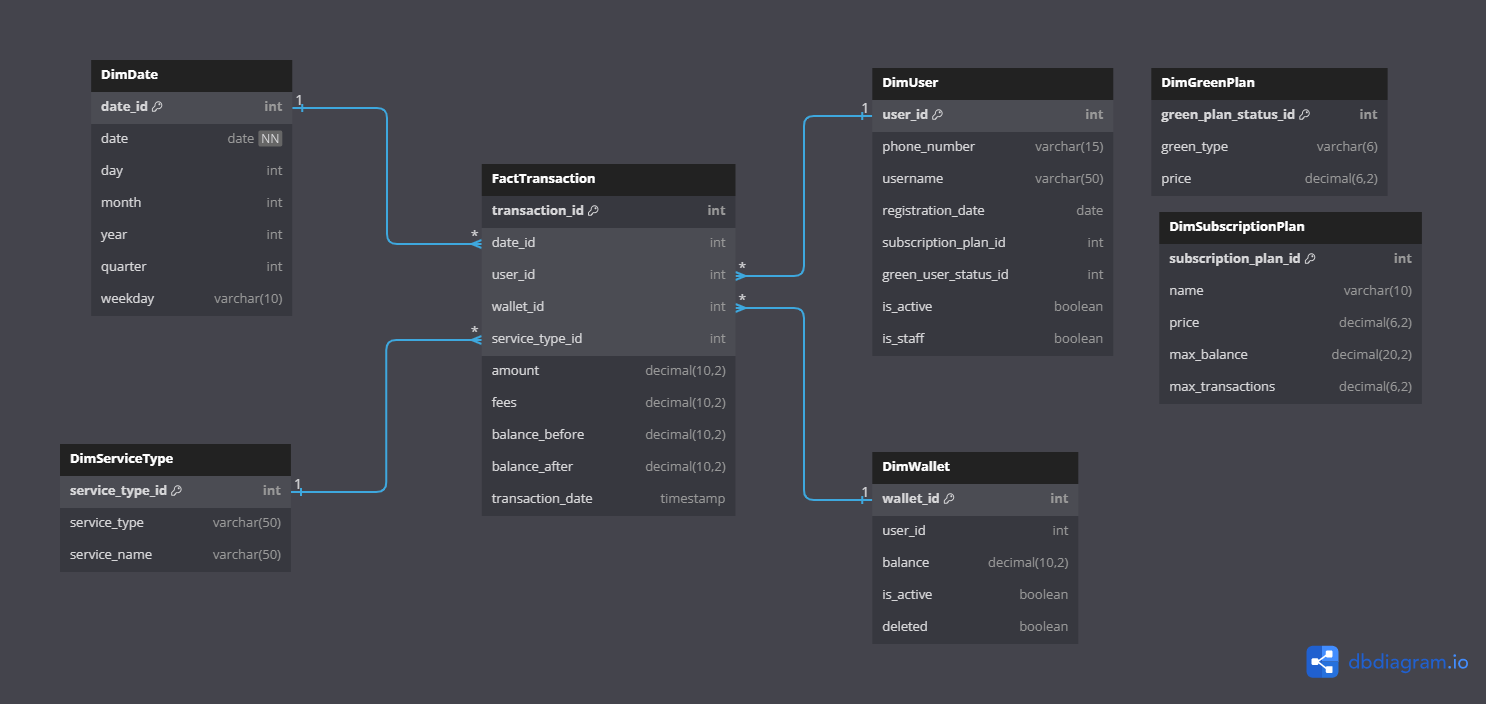 DimDate
date_id int
date date NN
day int
month int
year int
quarter int
weekday varchar(10)
1
*
DimServiceType
service_type_id int
service_type varchar(50)
service_name varchar(50)
1
*
FactTransaction
transaction_id int
date_id int
user_id int
wallet_id int
service_type_id int
amount decimal(10,2)
fees decimal(10,2)
balance_before decimal(10,2)
balance_after decimal(10,2)
transaction_date timestamp
*
*
1
DimUser
user_id int
phone_number varchar(15)
username varchar(50)
registration_date date
subscription_plan_id int
green_user_status_id int
is_active boolean
is_staff boolean
1
DimWallet
wallet_id int
user_id int
balance decimal(10,2)
is_active boolean
deleted boolean
DimGreenPlan
green_plan_status_id int
green_type varchar(6)
price decimal(6,2)
DimSubscriptionPlan
subscription_plan_id int
name varchar(10)
price decimal(6,2)
max_balance decimal(20,2)
max_transactions decimal(6,2)
dbdiagram.io